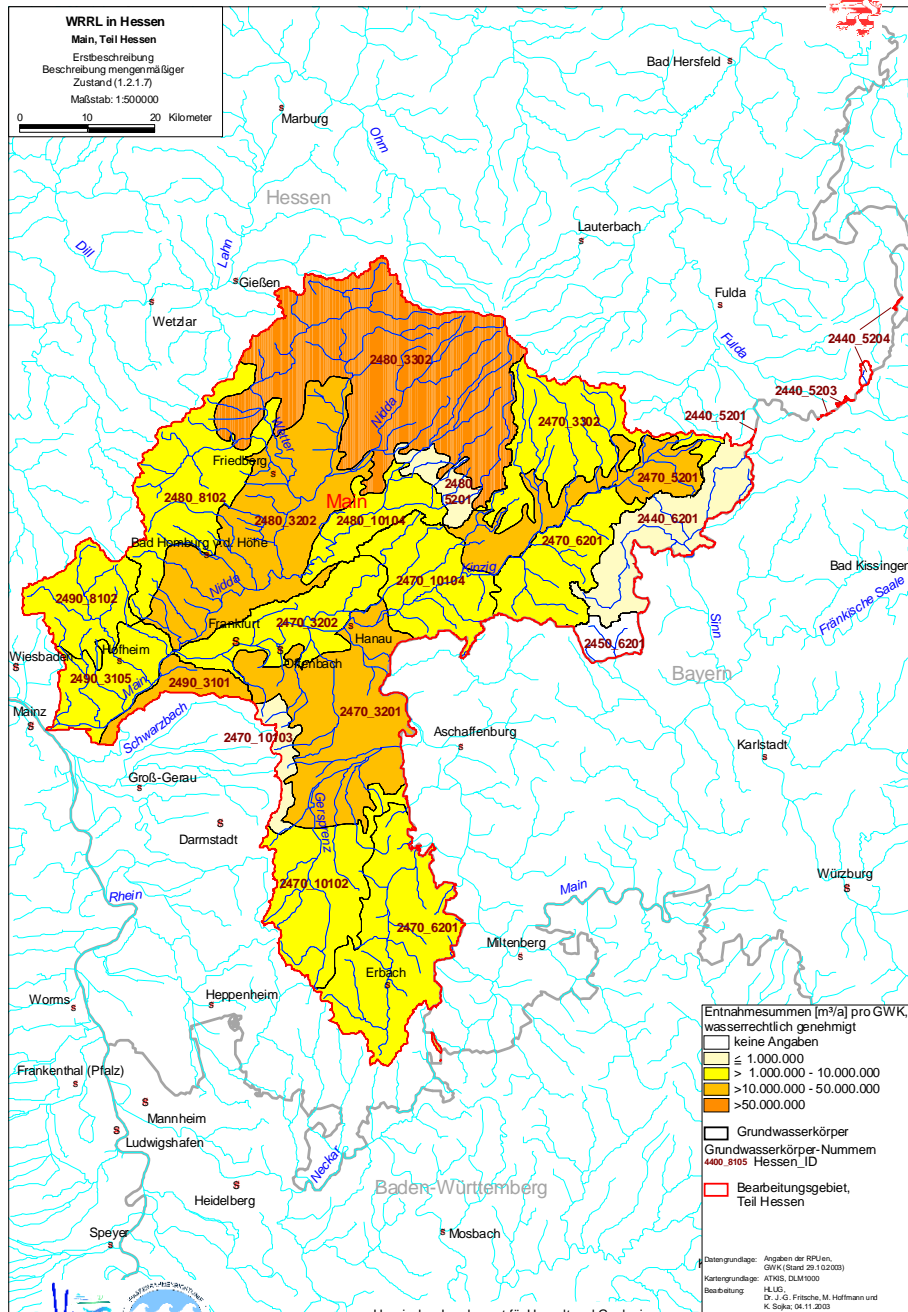 WRRL in Hessen
Main, Teil Hessen
Erstbeschreibung
Beschreibung mengenmäßiger
Zustand (1.2.1.7)
Maßstab: 1:500000
0 10 20 Kilometer
Bad Hersfeld
Marburg
Ohm
Hessen
Lauterbach
Dill
Lahn
Gießen
Fulda
Wetzlar
Fulda
2440_5204
2480_3302
2440_5203
2440_5201
Nidda
2470_3302
Wetter
Friedberg
2480_8102
2480_5201
2470_5201
Main
2480_3202
2480_10104
2440_6201
Bad Homburg v.d. Höhe
2470_6201
Kinzig
Bad Kissingen
2470_10104
Nidda
2490_8102
Fränkische Saale
Sinn
Frankfurt
2470_3202
Hanau
2450_6201
Hofheim
Wiesbaden
Offenbach
Bayern
2490_3105
Main
2490_3101
Mainz
2470_3201
Schwarzbach
2470_10103
Aschaffenburg
Karlstadt
Groß-Gerau
Gersprenz
Darmstadt
Würzburg
2470_10102
Rhein
Main
2470_6201
Miltenberg
Erbach
Worms
Heppenheim
Frankenthal (Pfalz)
Mannheim
Ludwigshafen
Neckar
Heidelberg
Baden-Württemberg
Speyer
Mosbach
Entnahmesummen [m³/a] pro GWK,
wasserrechtlich genehmigt
keine Angaben
≤ 1.000.000
> 1.000.000 - 10.000.000
>10.000.000 - 50.000.000
>50.000.000
Grundwasserkörper
Grundwasserkörper-Nummern
4400_8105 Hessen_ID
Bearbeitungsgebiet,
Teil Hessen
Datengrundlage: Angaben der RPUen,
GWK (Stand 29.10.2003)
Kartengrundlage: ATKIS, DLM1000
Bearbeitung: HLUG,
Dr. J.-G. Fritsche, M. Hoffmann und
K. Sojka; 04.11.2003